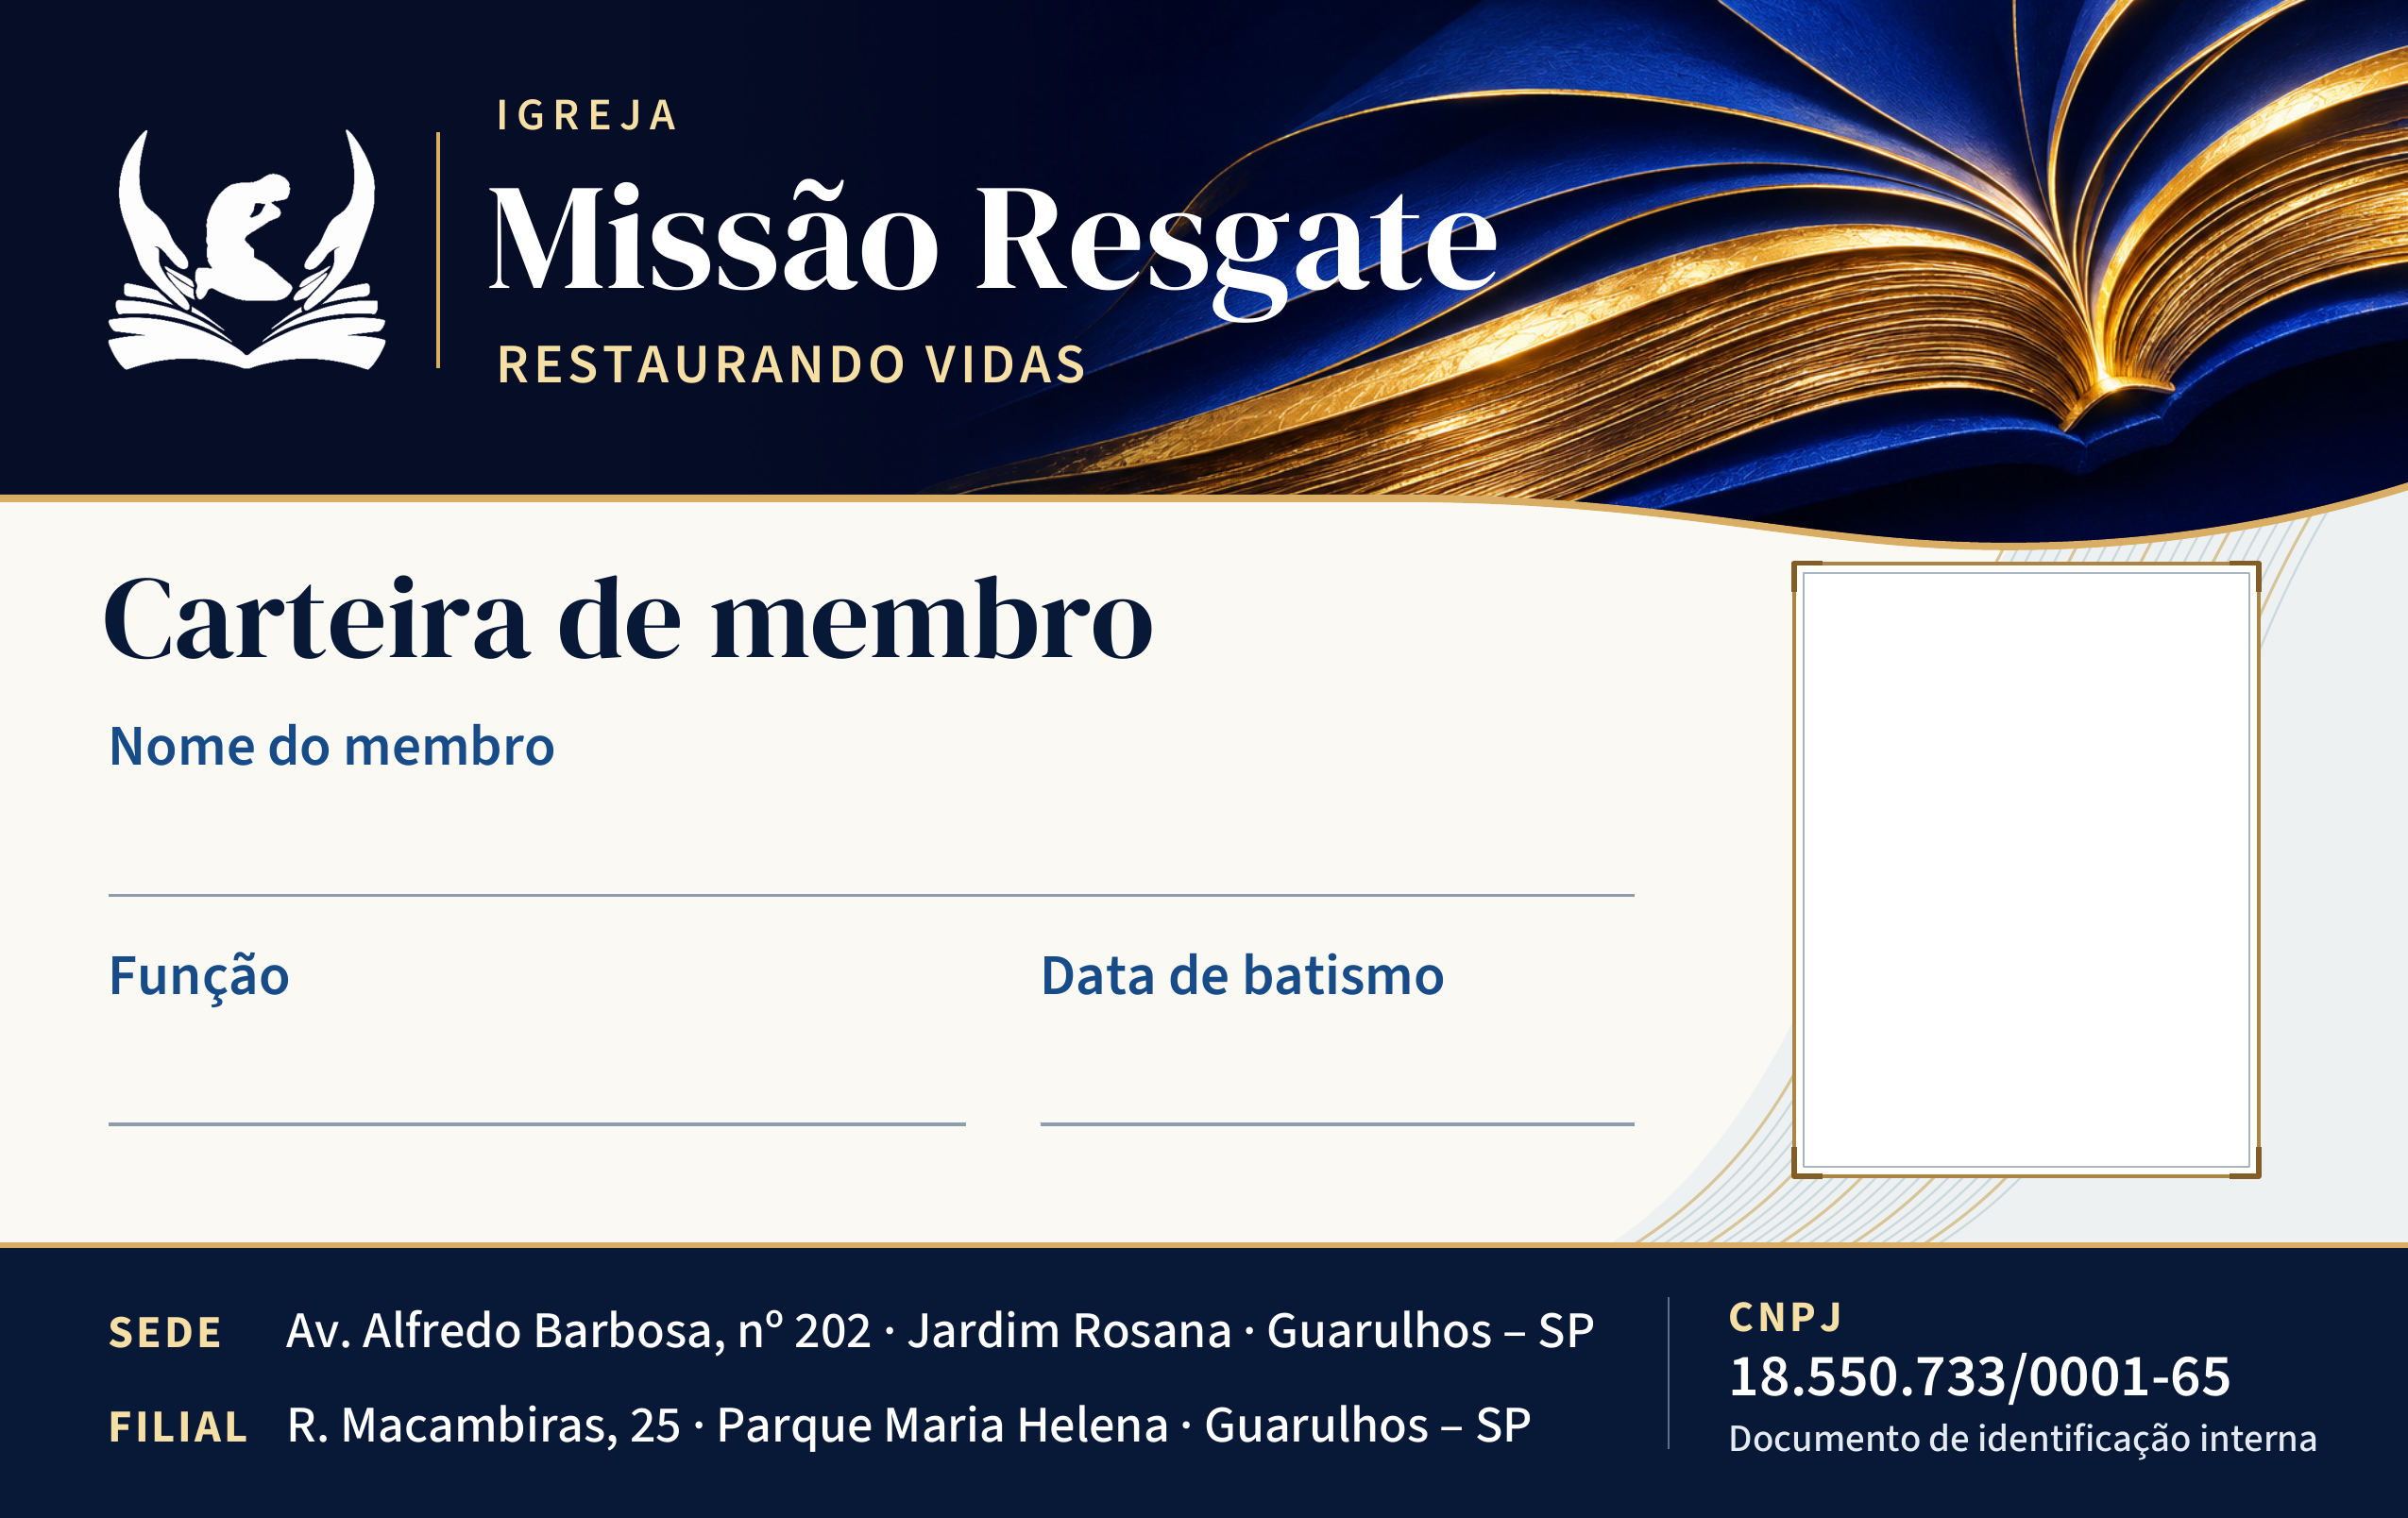 IGREJA
Missão Resgate
RESTAURANDO VIDAS
Carteira de membro
Nome do membro
Função
Data de batismo
SEDE Av. Alfredo Barbosa, nº 202 · Jardim Rosana · Guarulhos – SP
FILIAL R. Macambiras, 25 · Parque Maria Helena · Guarulhos – SP
CNPJ
18.550.733/0001-65
Documento de identificação interna